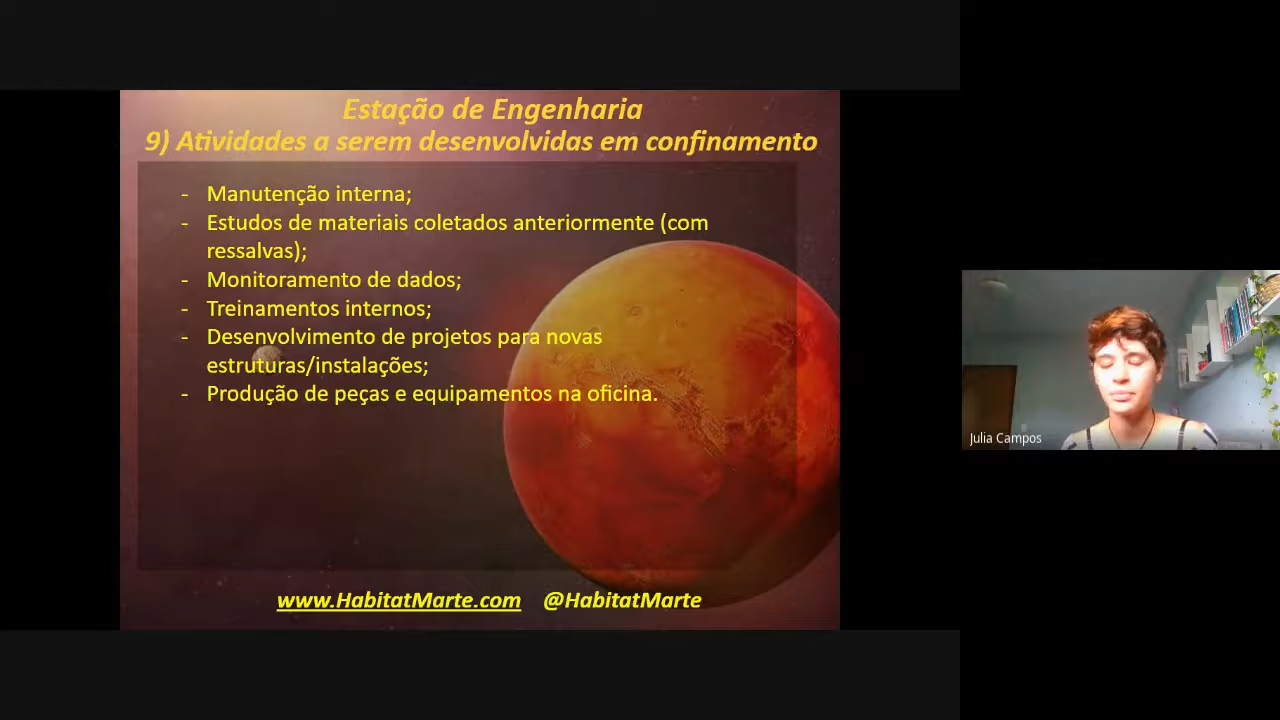 Estação de Engenharia
9) Atividades a serem desenvolvidas em confinamento
- Manutenção interna;
- Estudos de materiais coletados anteriormente (com
ressalvas);
- Monitoramento de dados;
- Treinamentos internos;
- Desenvolvimento de projetos para novas
estruturas/instalações;
- Produção de peças e equipamentos na oficina.
www.HabitatMarte.com @HabitatMarte
Julia Campos